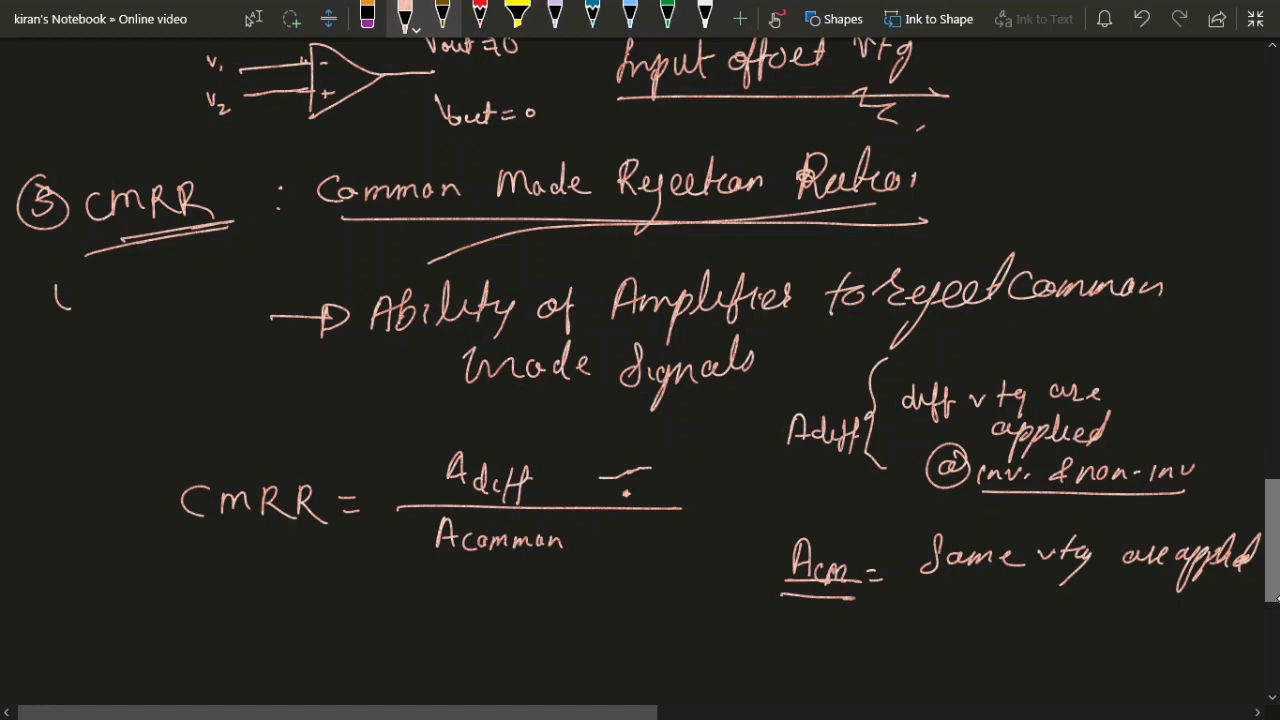 kiran's Notebook » Online video
Shapes
Ink to Shape
Ink to Text
V1
V2
-
+
Vout ≠ 0
Vout = 0
Input offset vtg
③ CMRR : Common Mode Rejection Ratio
→ Ability of Amplifier to reject Common
mode Signals
Adiff { diff vtg are
applied
@ inv. & non-inv
CMRR = Adiff / Acommon
Acm = Same vtg are applied